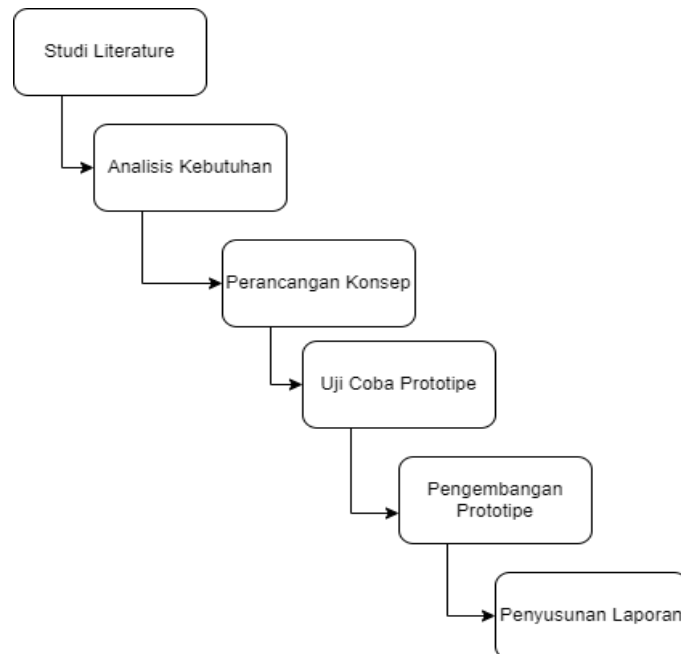 Studi Literature
Analisis Kebutuhan
Perancangan Konsep
Uji Coba Prototipe
Pengembangan
Prototipe
Penyusunan Laporan